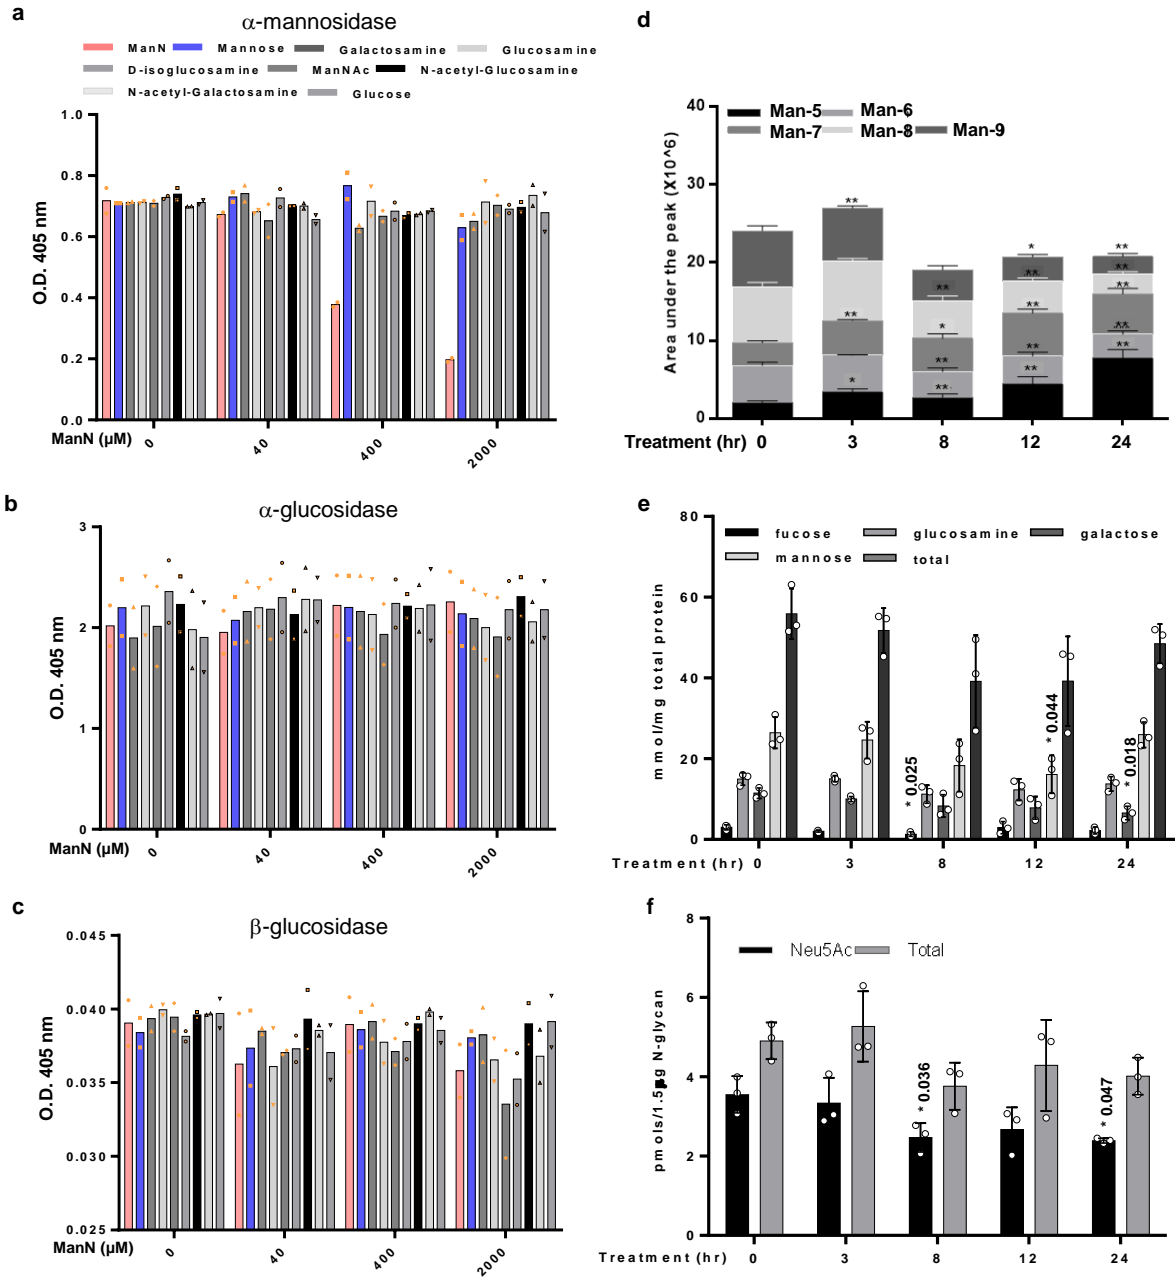 a
α-mannosidase
ManN Mannose Galactosamine Glucosamine
D-isoglucosamine ManNAc N-acetyl-Glucosamine
N-acetyl-Galactosamine Glucose
O.D. 405 nm
1.0
0.8
0.6
0.4
0.2
0.0
ManN (µM)
0 40 400 2000
b
α-glucosidase
O.D. 405 nm
3
2
1
0
ManN (µM)
0 40 400 2000
c
β-glucosidase
O.D. 405 nm
0.045
0.040
0.035
0.030
0.025
ManN (µM)
0 40 400 2000
d
Area under the peak (X10^6)
40
30
20
10
0
Man-5 Man-6
Man-7 Man-8 Man-9
** * **
** ** **
* ** **
** ** ** **
* ** ** **
Treatment (hr) 0 3 8 12 24
e
mmol/mg total protein
80
60
40
20
0
fucose glucosamine galactose
mannose total
* 0.025
* 0.044
* 0.018
Treatment (hr) 0 3 8 12 24
f
pmols/1.5 g N-glycan
8
6
4
2
0
Neu5Ac Total
* 0.036
* 0.047
Treatment (hr) 0 3 8 12 24